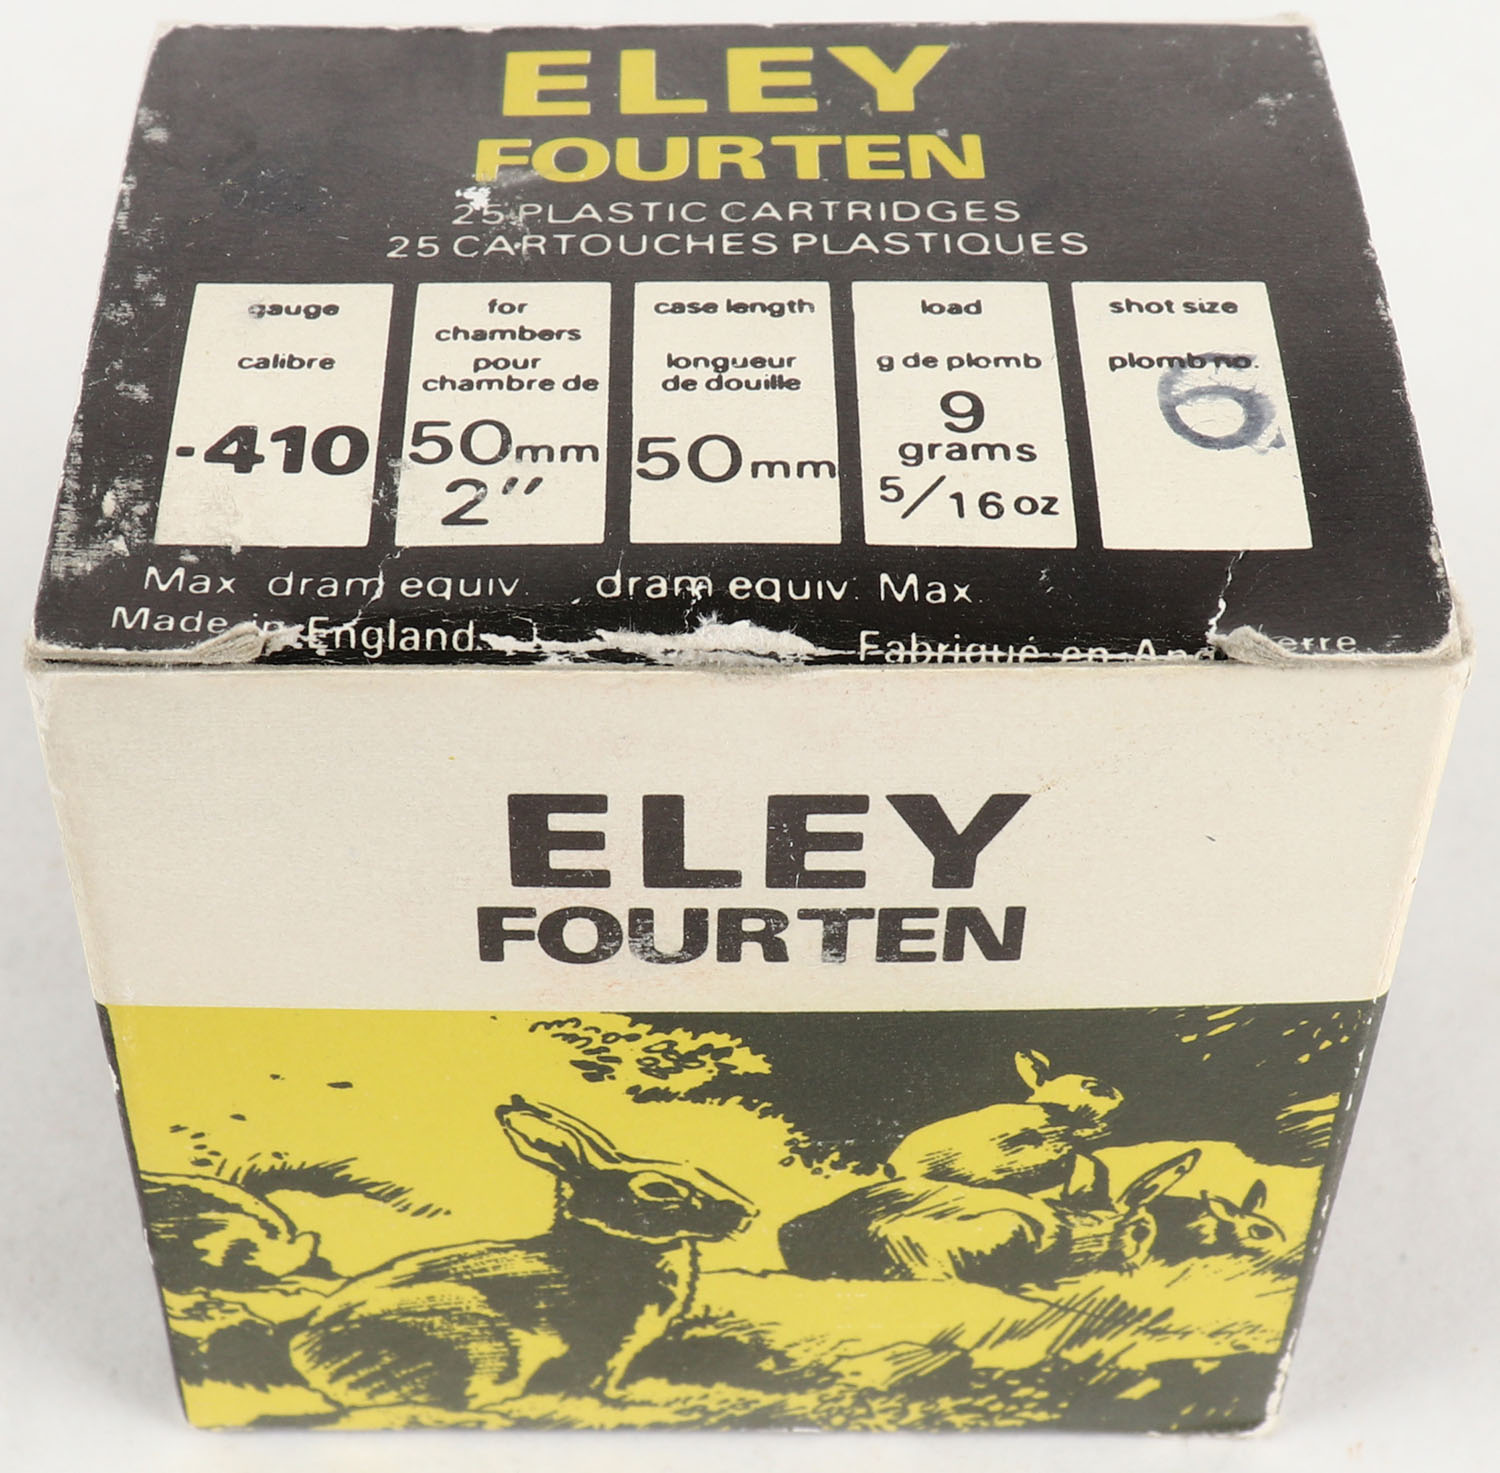 ELEY
FOURTEN
25 PLASTIC CARTRIDGES
25 CARTOUCHES PLASTIQUES
gauge
calibre
·410
for
chambers
pour
chambre de
50mm
2"
case length
longueur
de douille
50mm
load
g de plomb
9
grams
5/16 oz
shot size
plomb no.
6
Max dram equiv. dram equiv. Max.
Made in England. Fabriqué en
ELEY
FOURTEN